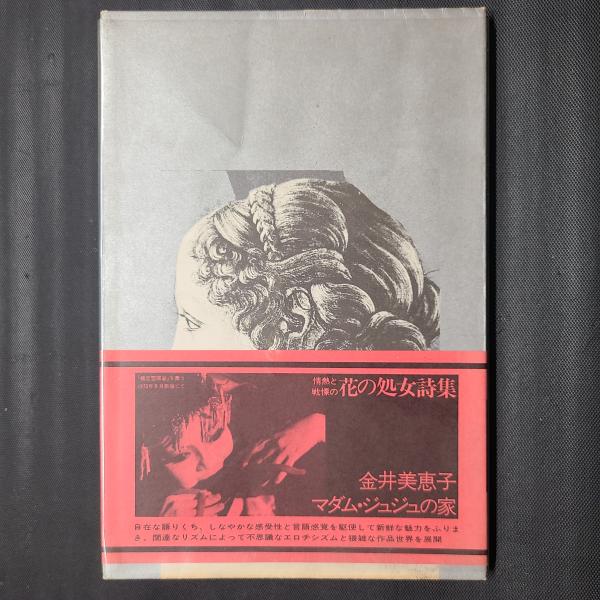 情熱と
戦慄の
花の処女詩集
金井美恵子
マダム・ジュジュの家
自在な語りくち、しなやかな感受性と言語感覚を駆使して新鮮な魅力をふりま
き、闊達なリズムによって不思議なエロチシズムと猥雑な作品世界を展開